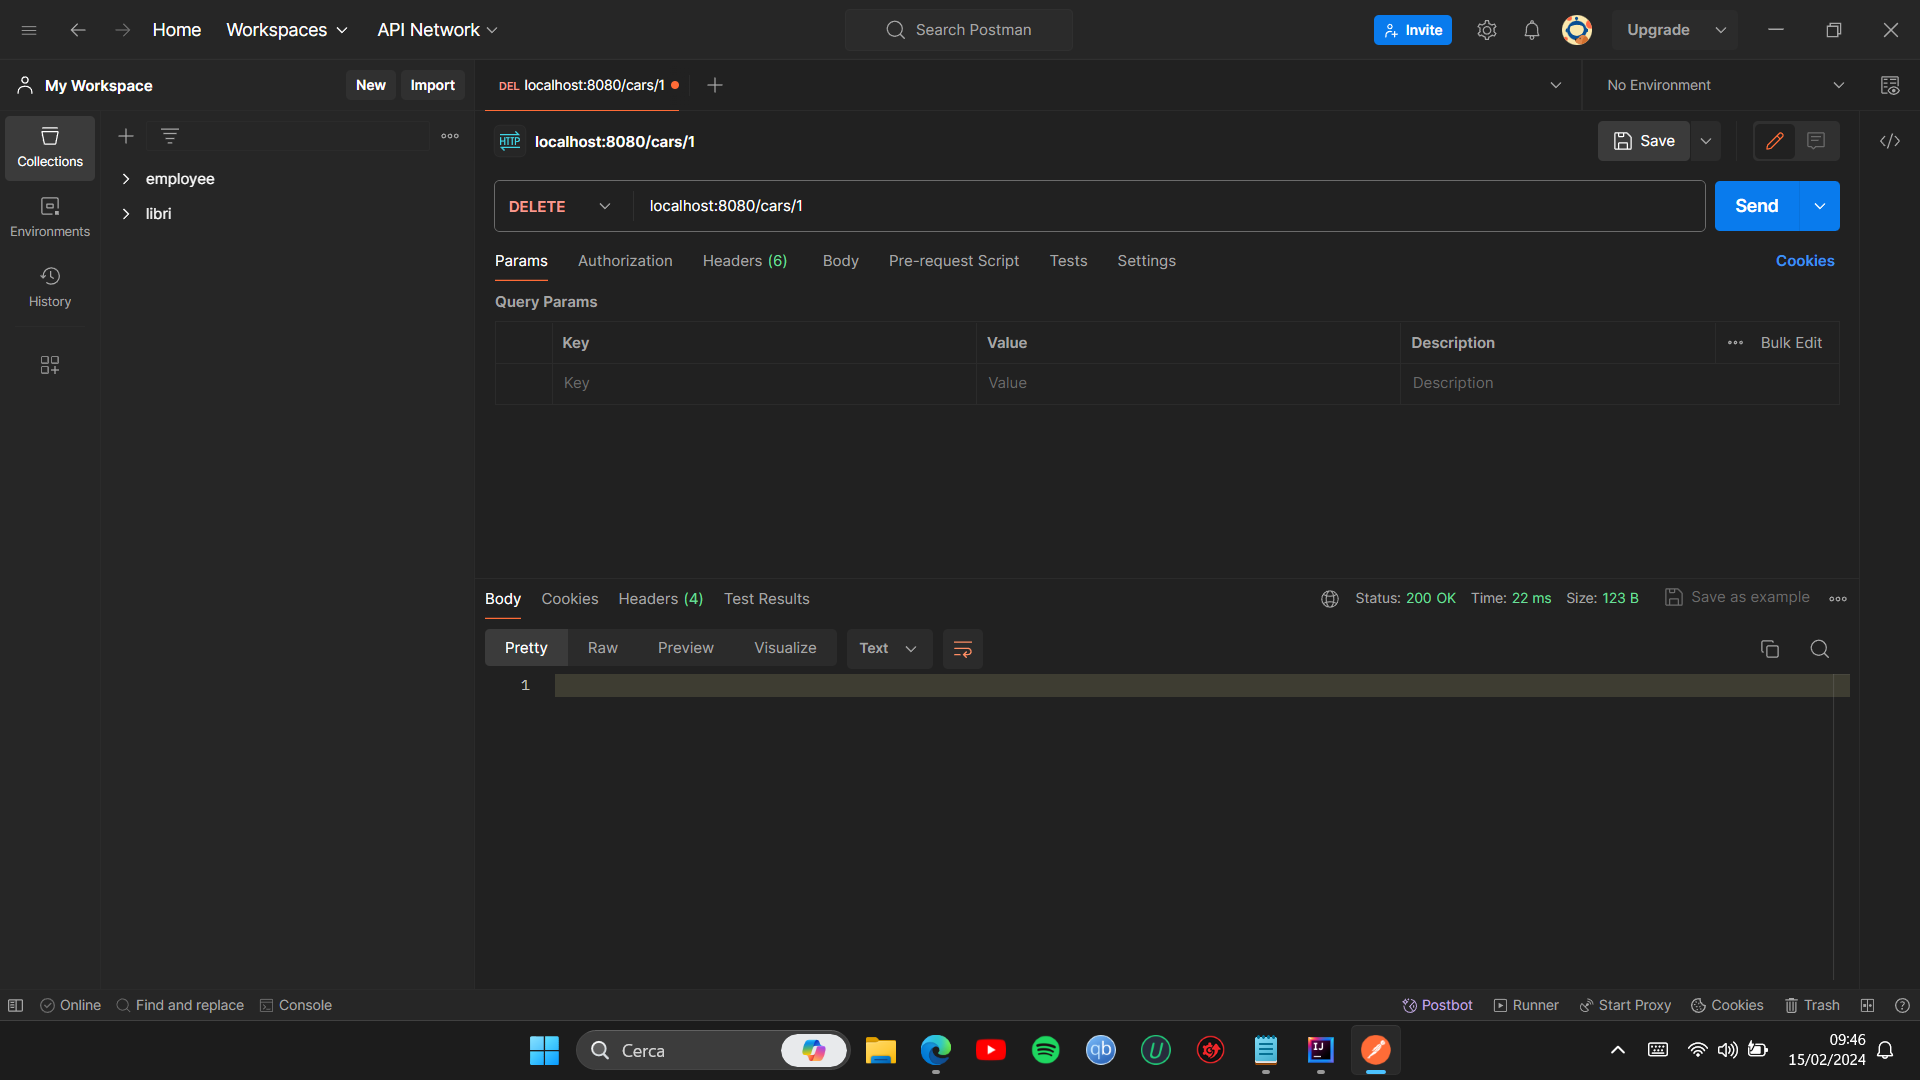 Home Workspaces API Network Search Postman Invite Upgrade
My Workspace New Import DEL localhost:8080/cars/1 No Environment
Collections
Environments
History
employee
libri
HTTP localhost:8080/cars/1 Save
DELETE localhost:8080/cars/1 Send
Params Authorization Headers (6) Body Pre-request Script Tests Settings Cookies
Query Params
Key Value Description Bulk Edit
Key Value Description
Body Cookies Headers (4) Test Results Status: 200 OK Time: 22 ms Size: 123 B Save as example
Pretty Raw Preview Visualize Text
1
Online Find and replace Console Postbot Runner Start Proxy Cookies Trash
Cerca qb U IJ 09:46
15/02/2024